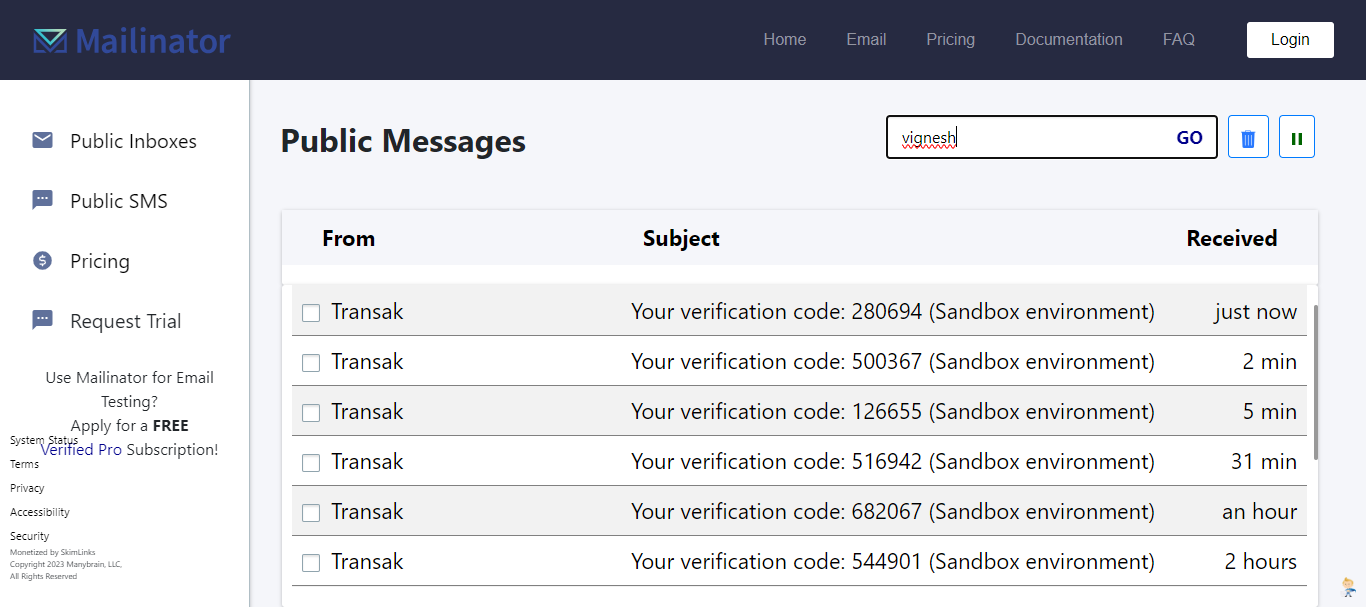 Mailinator
Home Email Pricing Documentation FAQ Login
Public Inboxes
Public SMS
Pricing
Request Trial
Use Mailinator for Email
Testing?
Apply for a FREE
Verified Pro Subscription!
System Status
Terms
Privacy
Accessibility
Security
Monetized by SkimLinks
Copyright 2023 Manybrain, LLC,
All Rights Reserved
Public Messages
vignesh GO
From Subject Received
Transak Your verification code: 280694 (Sandbox environment) just now
Transak Your verification code: 500367 (Sandbox environment) 2 min
Transak Your verification code: 126655 (Sandbox environment) 5 min
Transak Your verification code: 516942 (Sandbox environment) 31 min
Transak Your verification code: 682067 (Sandbox environment) an hour
Transak Your verification code: 544901 (Sandbox environment) 2 hours